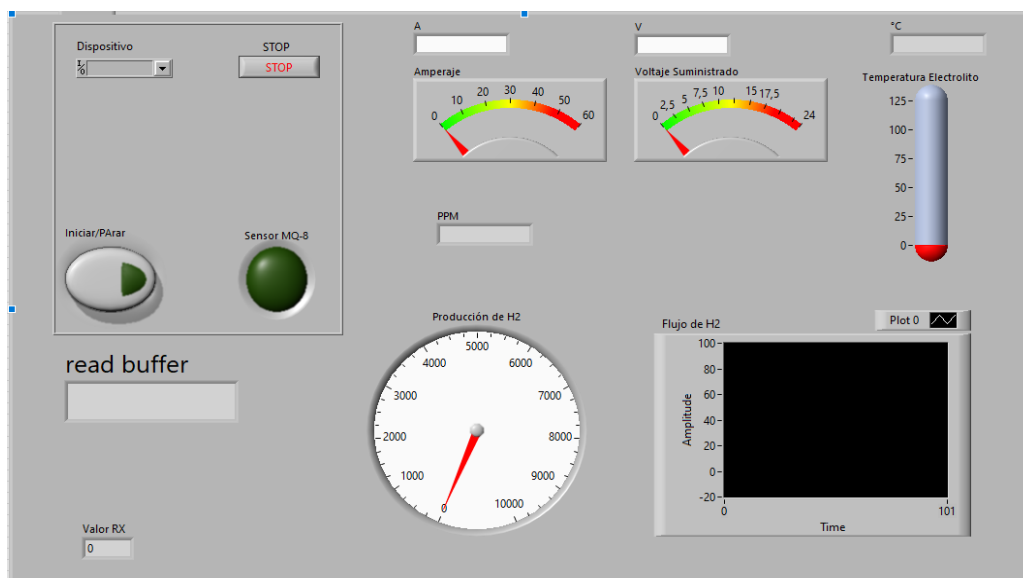 Dispositivo
STOP
STOP
Iniciar/PArar
Sensor MQ-8
read buffer
Valor RX
0
A
Amperaje
0 10 20 30 40 50 60
V
Voltaje Suministrado
0 2,5 5 7,5 10 15 17,5 24
°C
Temperatura Electrolito
125
100
75
50
25
0
PPM
Producción de H2
0 1000 2000 3000 4000 5000 6000 7000 8000 9000 10000
Flujo de H2
Plot 0
100
80
60
40
20
0
-20
Amplitude
0 101
Time